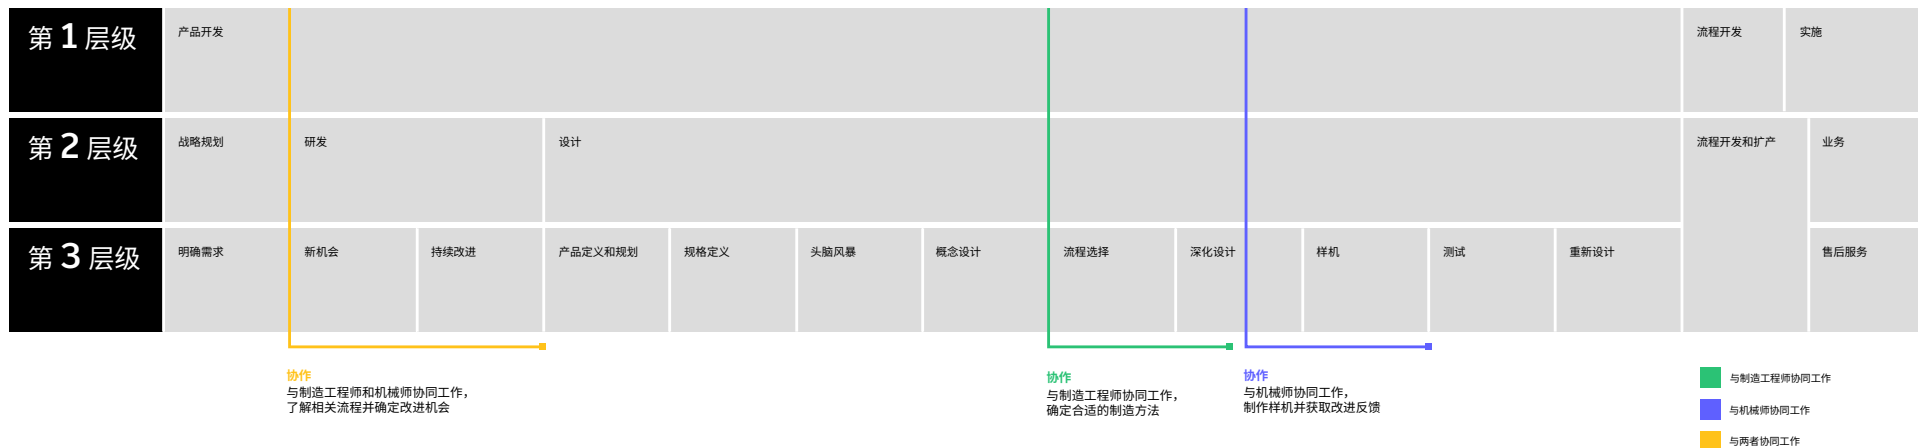 第 1 层级
产品开发
流程开发
实施
第 2 层级
战略规划
研发
设计
流程开发和扩产
业务
第 3 层级
明确需求
新机会
持续改进
产品定义和规划
规格定义
头脑风暴
概念设计
流程选择
深化设计
样机
测试
重新设计
售后服务
协作
与制造工程师和机械师协同工作，
了解相关流程并确定改进机会
协作
与制造工程师协同工作，
确定合适的制造方法
协作
与机械师协同工作，
制作样机并获取改进反馈
与制造工程师协同工作
与机械师协同工作
与两者协同工作